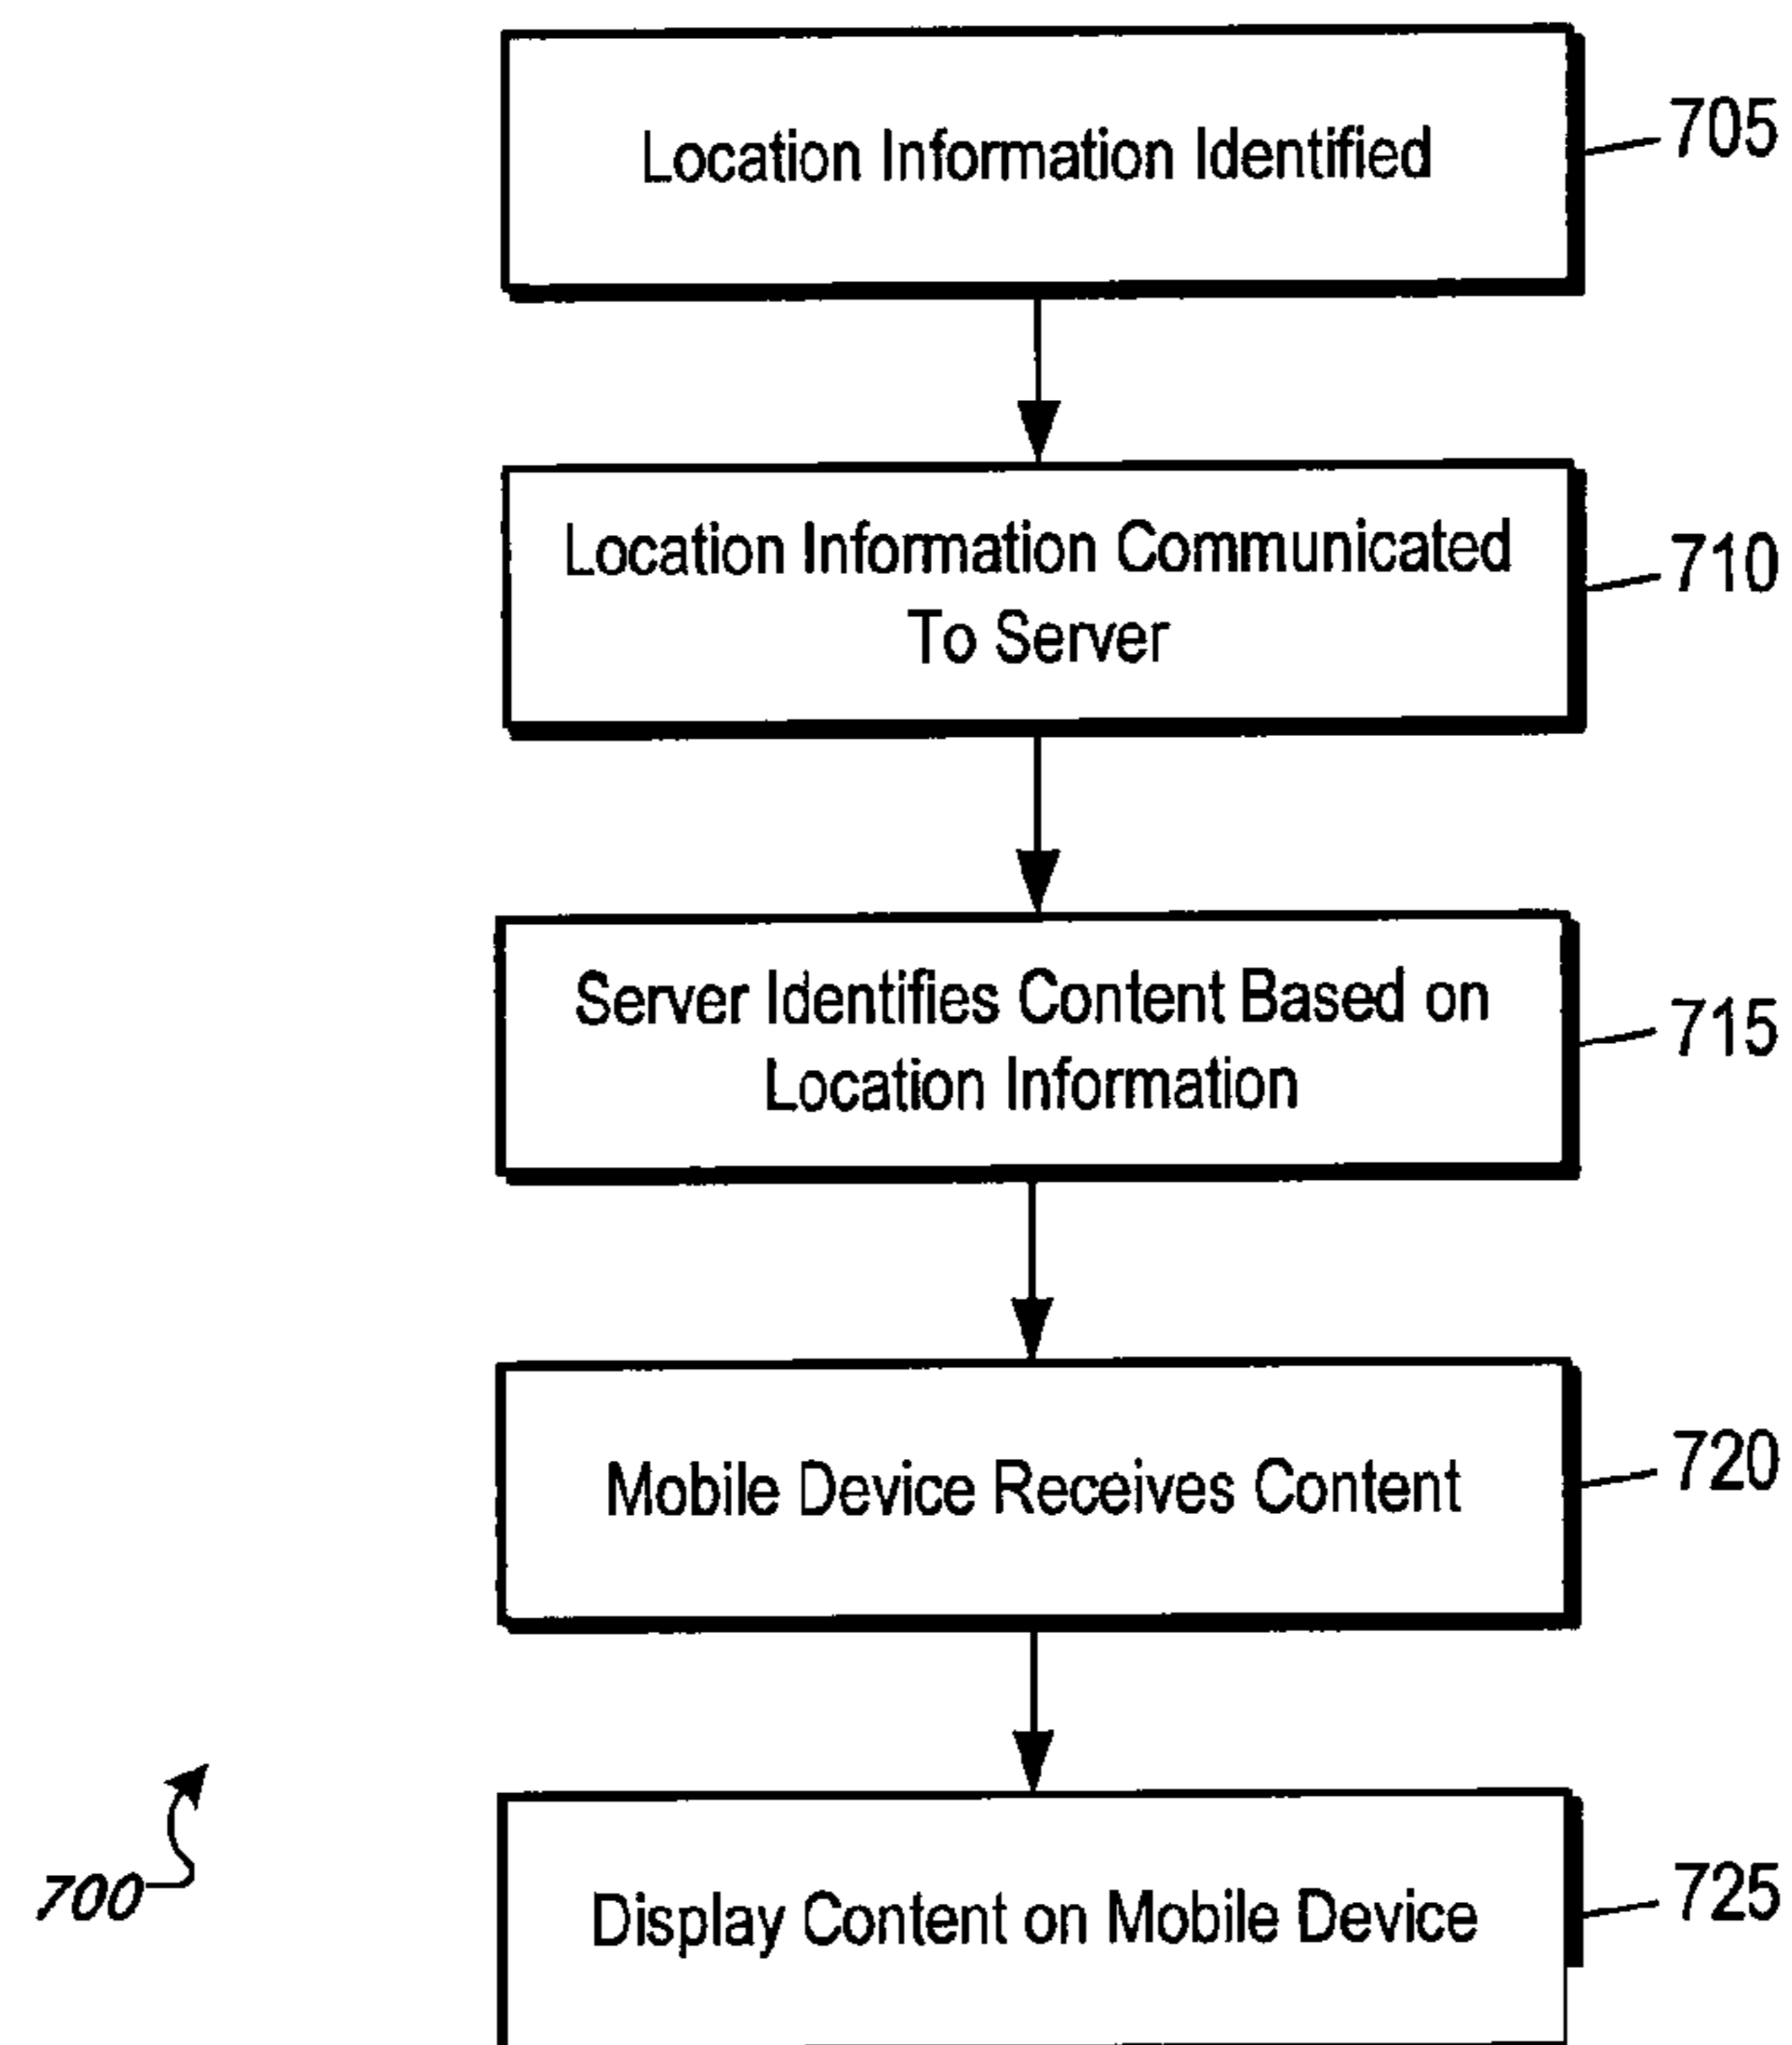 Location Information Identified
705
Location Information Communicated
To Server
710
Server Identifies Content Based on
Location Information
715
Mobile Device Receives Content
720
Display Content on Mobile Device
725
700